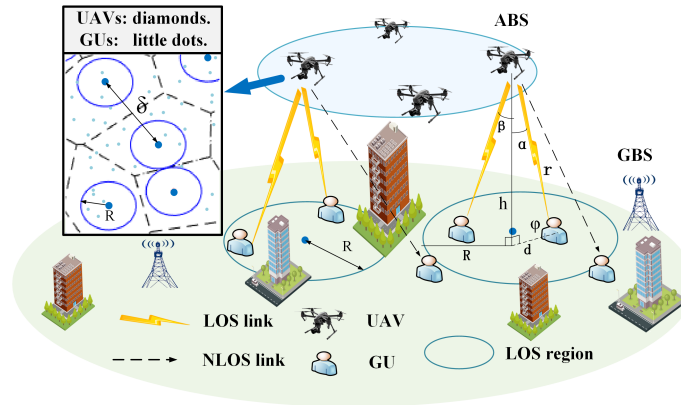 UAVs: diamonds.
GUs: little dots.
ABS
δ
R
β
α
r
h
φ
R
d
R
GBS
LOS link
UAV
LOS region
NLOS link
GU